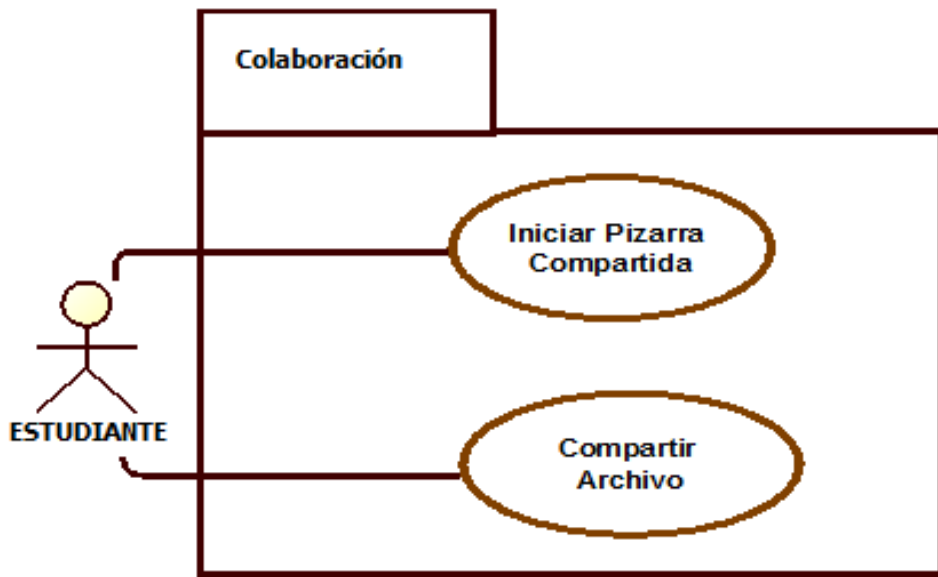 Colaboración
Iniciar Pizarra
Compartida
ESTUDIANTE
Compartir
Archivo